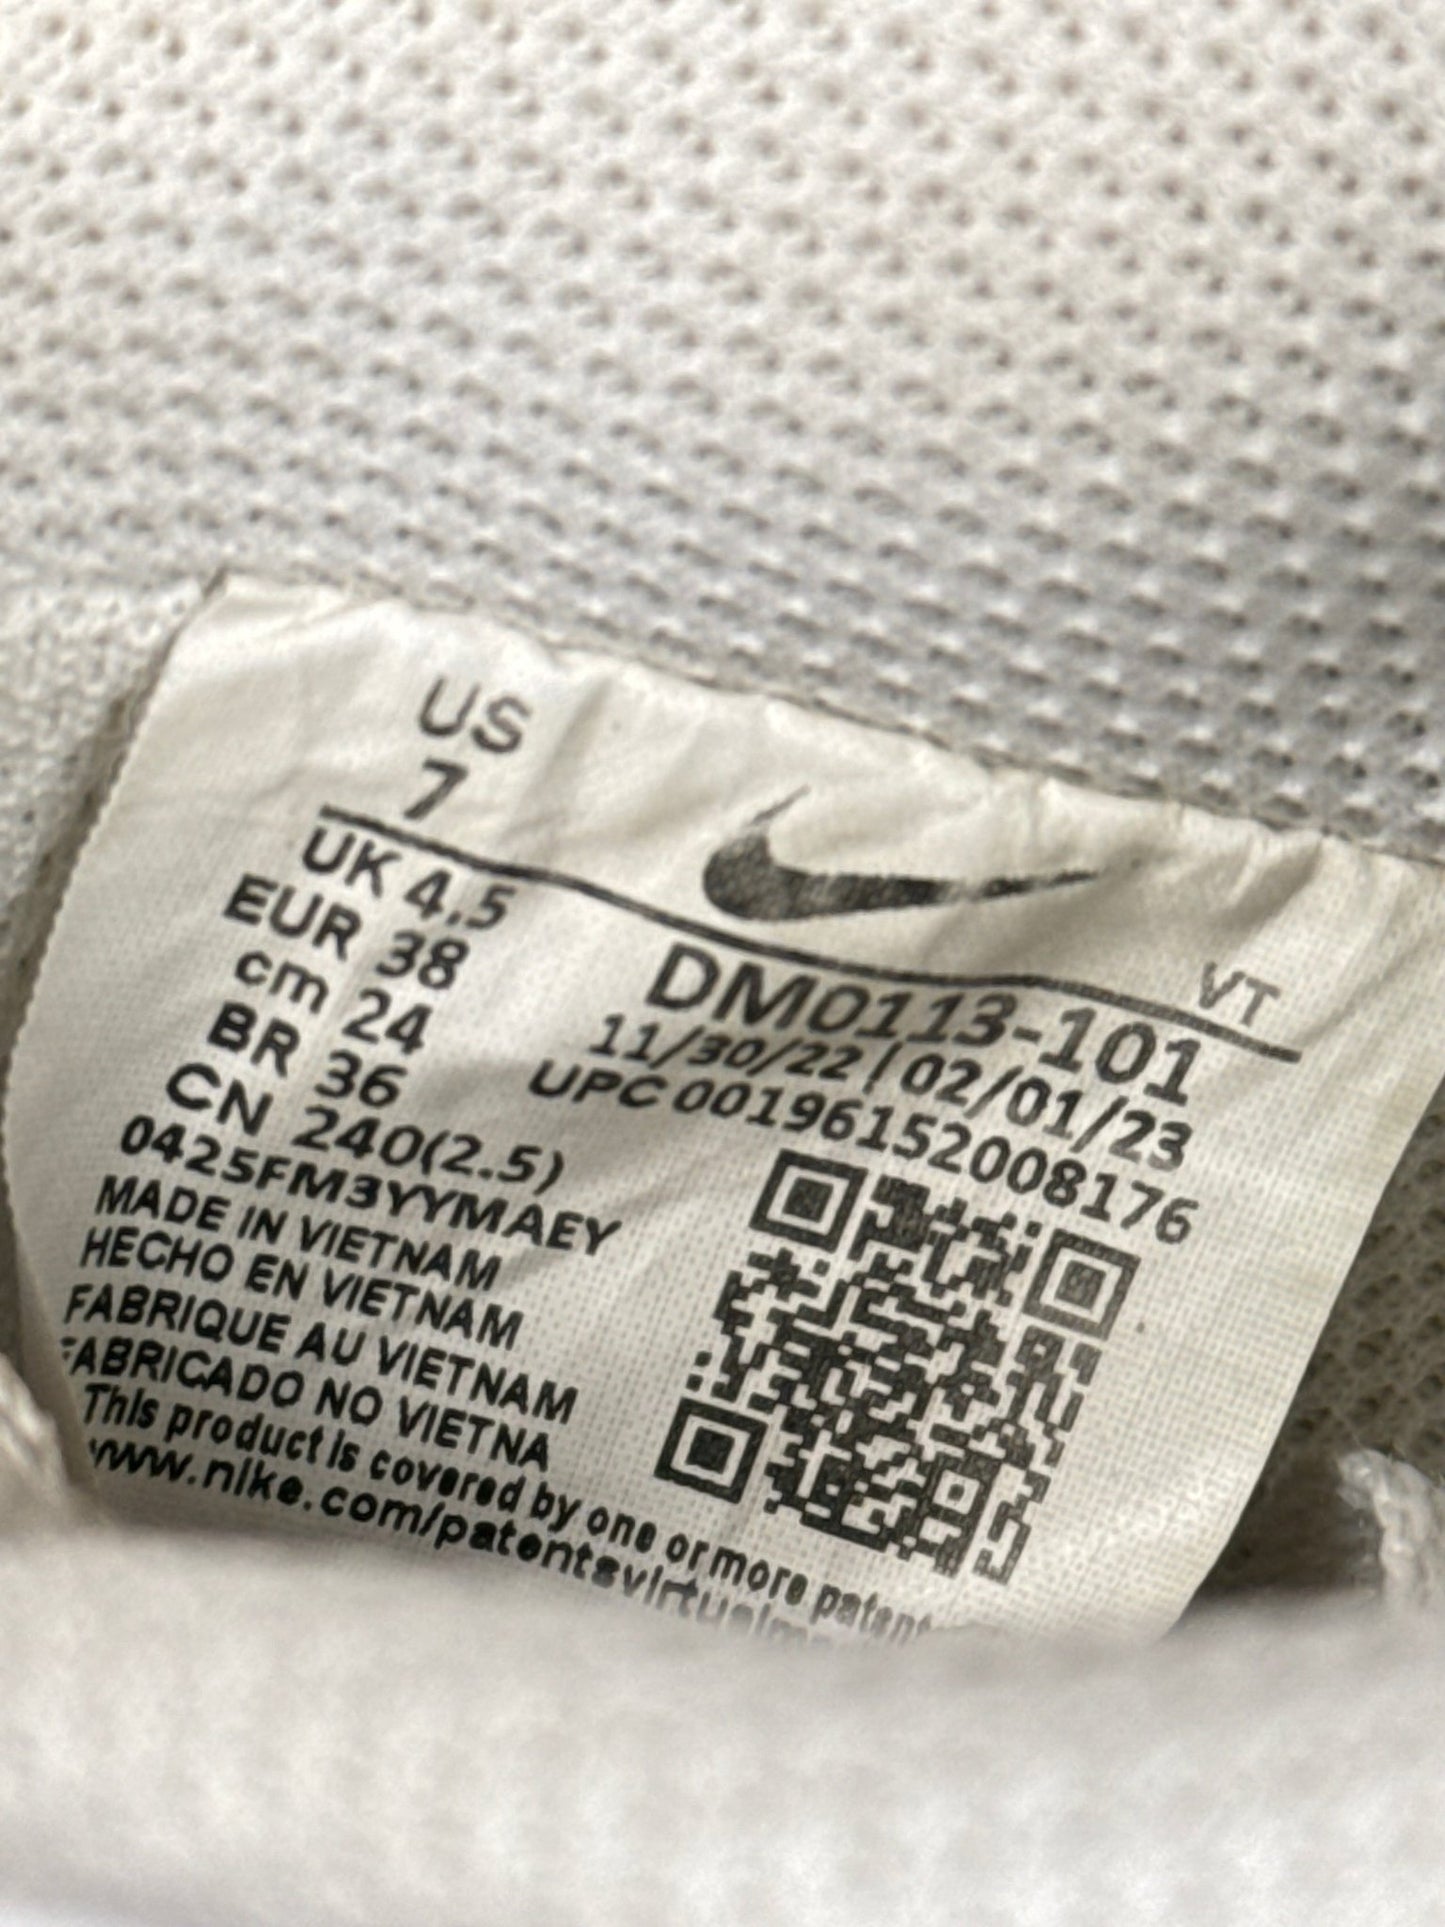 US
7
VT
UK 4.5
EUR 38
cm 24
BR 36
CN 240(2.5)
0425FM3YYMAEY
MADE IN VIETNAM
HECHO EN VIETNAM
FABRIQUE AU VIETNAM
FABRICADO NO VIETNA
This product is covered by one or more patent
www.nike.com/patentsvirtual
DM0113-101
11/30/22 | 02/01/23
UPC 00196152008176